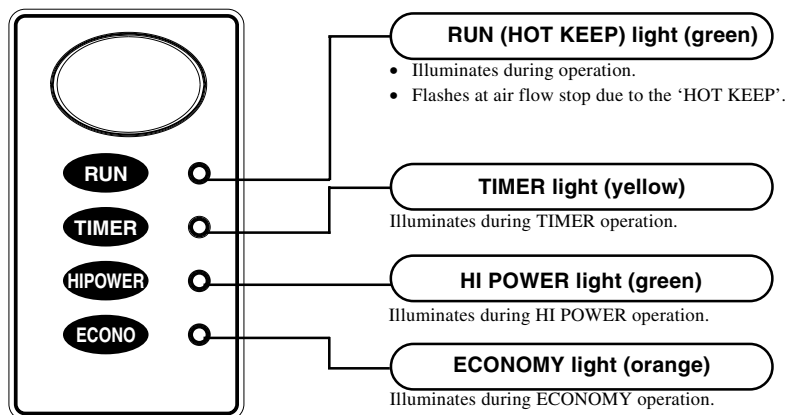 RUN (HOT KEEP) light (green)
• Illuminates during operation.
• Flashes at air flow stop due to the ‘HOT KEEP’.
RUN
TIMER light (yellow)
TIMER
Illuminates during TIMER operation.
HIPOWER
HI POWER light (green)
Illuminates during HI POWER operation.
ECONO
ECONOMY light (orange)
Illuminates during ECONOMY operation.